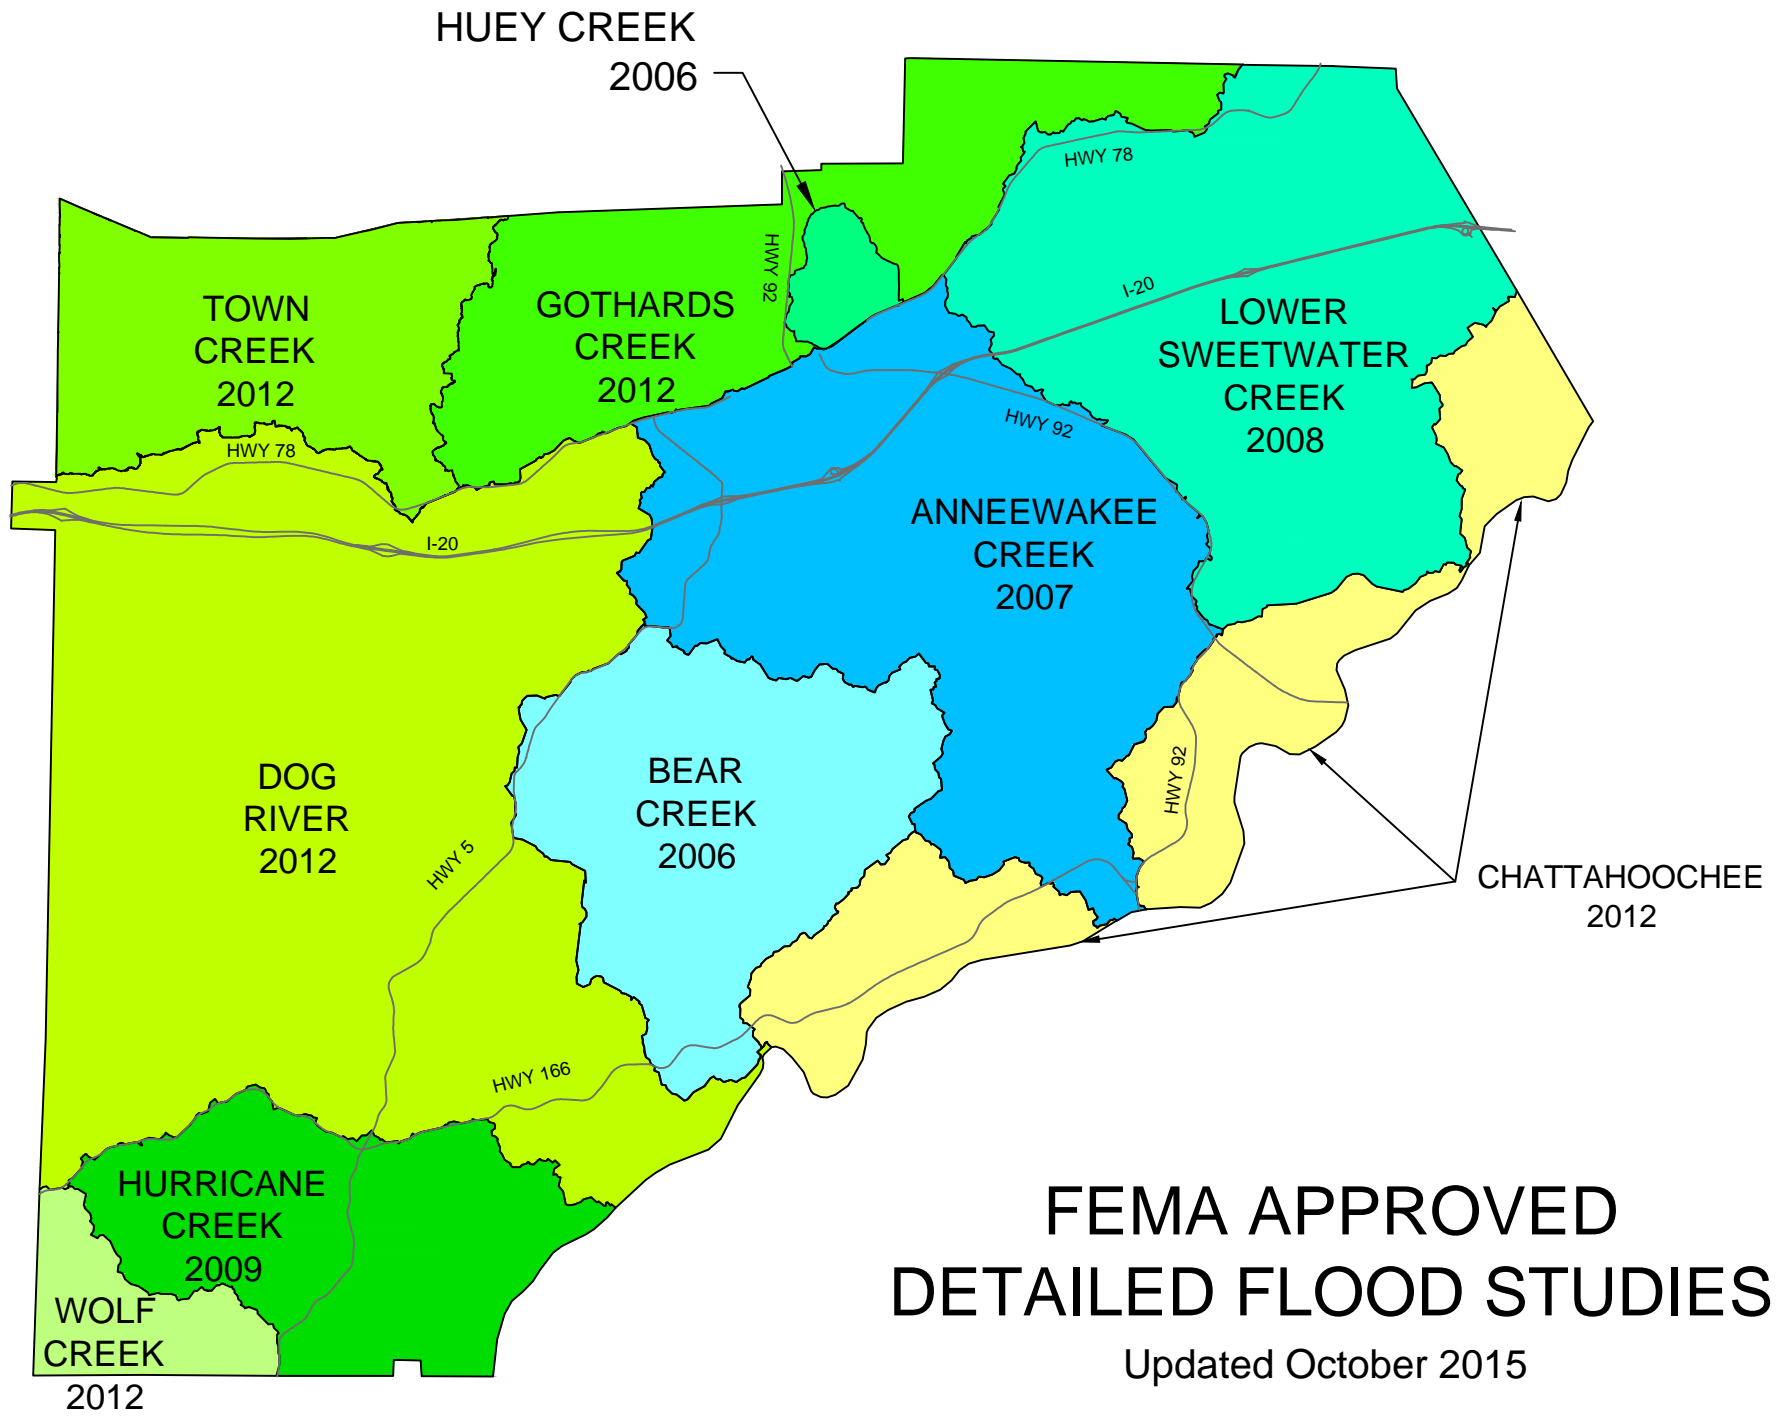 HUEY CREEK
2006
HWY 78
HWY 92
I-20
TOWN
CREEK
2012
GOTHARDS
CREEK
2012
LOWER
SWEETWATER
CREEK
2008
HWY 92
HWY 78
I-20
ANNEEWAKEE
CREEK
2007
DOG
RIVER
2012
BEAR
CREEK
2006
HWY 92
HWY 5
CHATTAHOOCHEE
2012
HWY 166
HURRICANE
CREEK
2009
WOLF
CREEK
2012
FEMA APPROVED
DETAILED FLOOD STUDIES
Updated October 2015